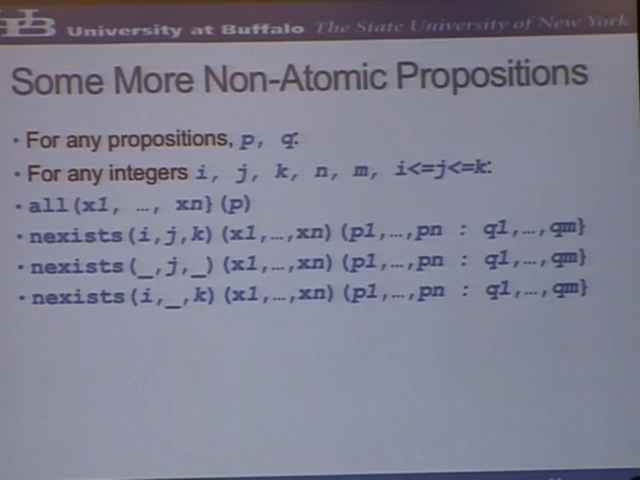 UB University at Buffalo The State University of New York
Some More Non-Atomic Propositions
• For any propositions, p, q:
• For any integers i, j, k, n, m, i<=j<=k:
• all(x1, …, xn}(p)
• nexists(i,j,k)(x1,…,xn)(p1,…,pn : q1,…,qm}
• nexists(_,j,_)(x1,…,xn)(p1,…,pn : q1,…,qm}
• nexists(i,_,k)(x1,…,xn)(p1,…,pn : q1,…,qm}